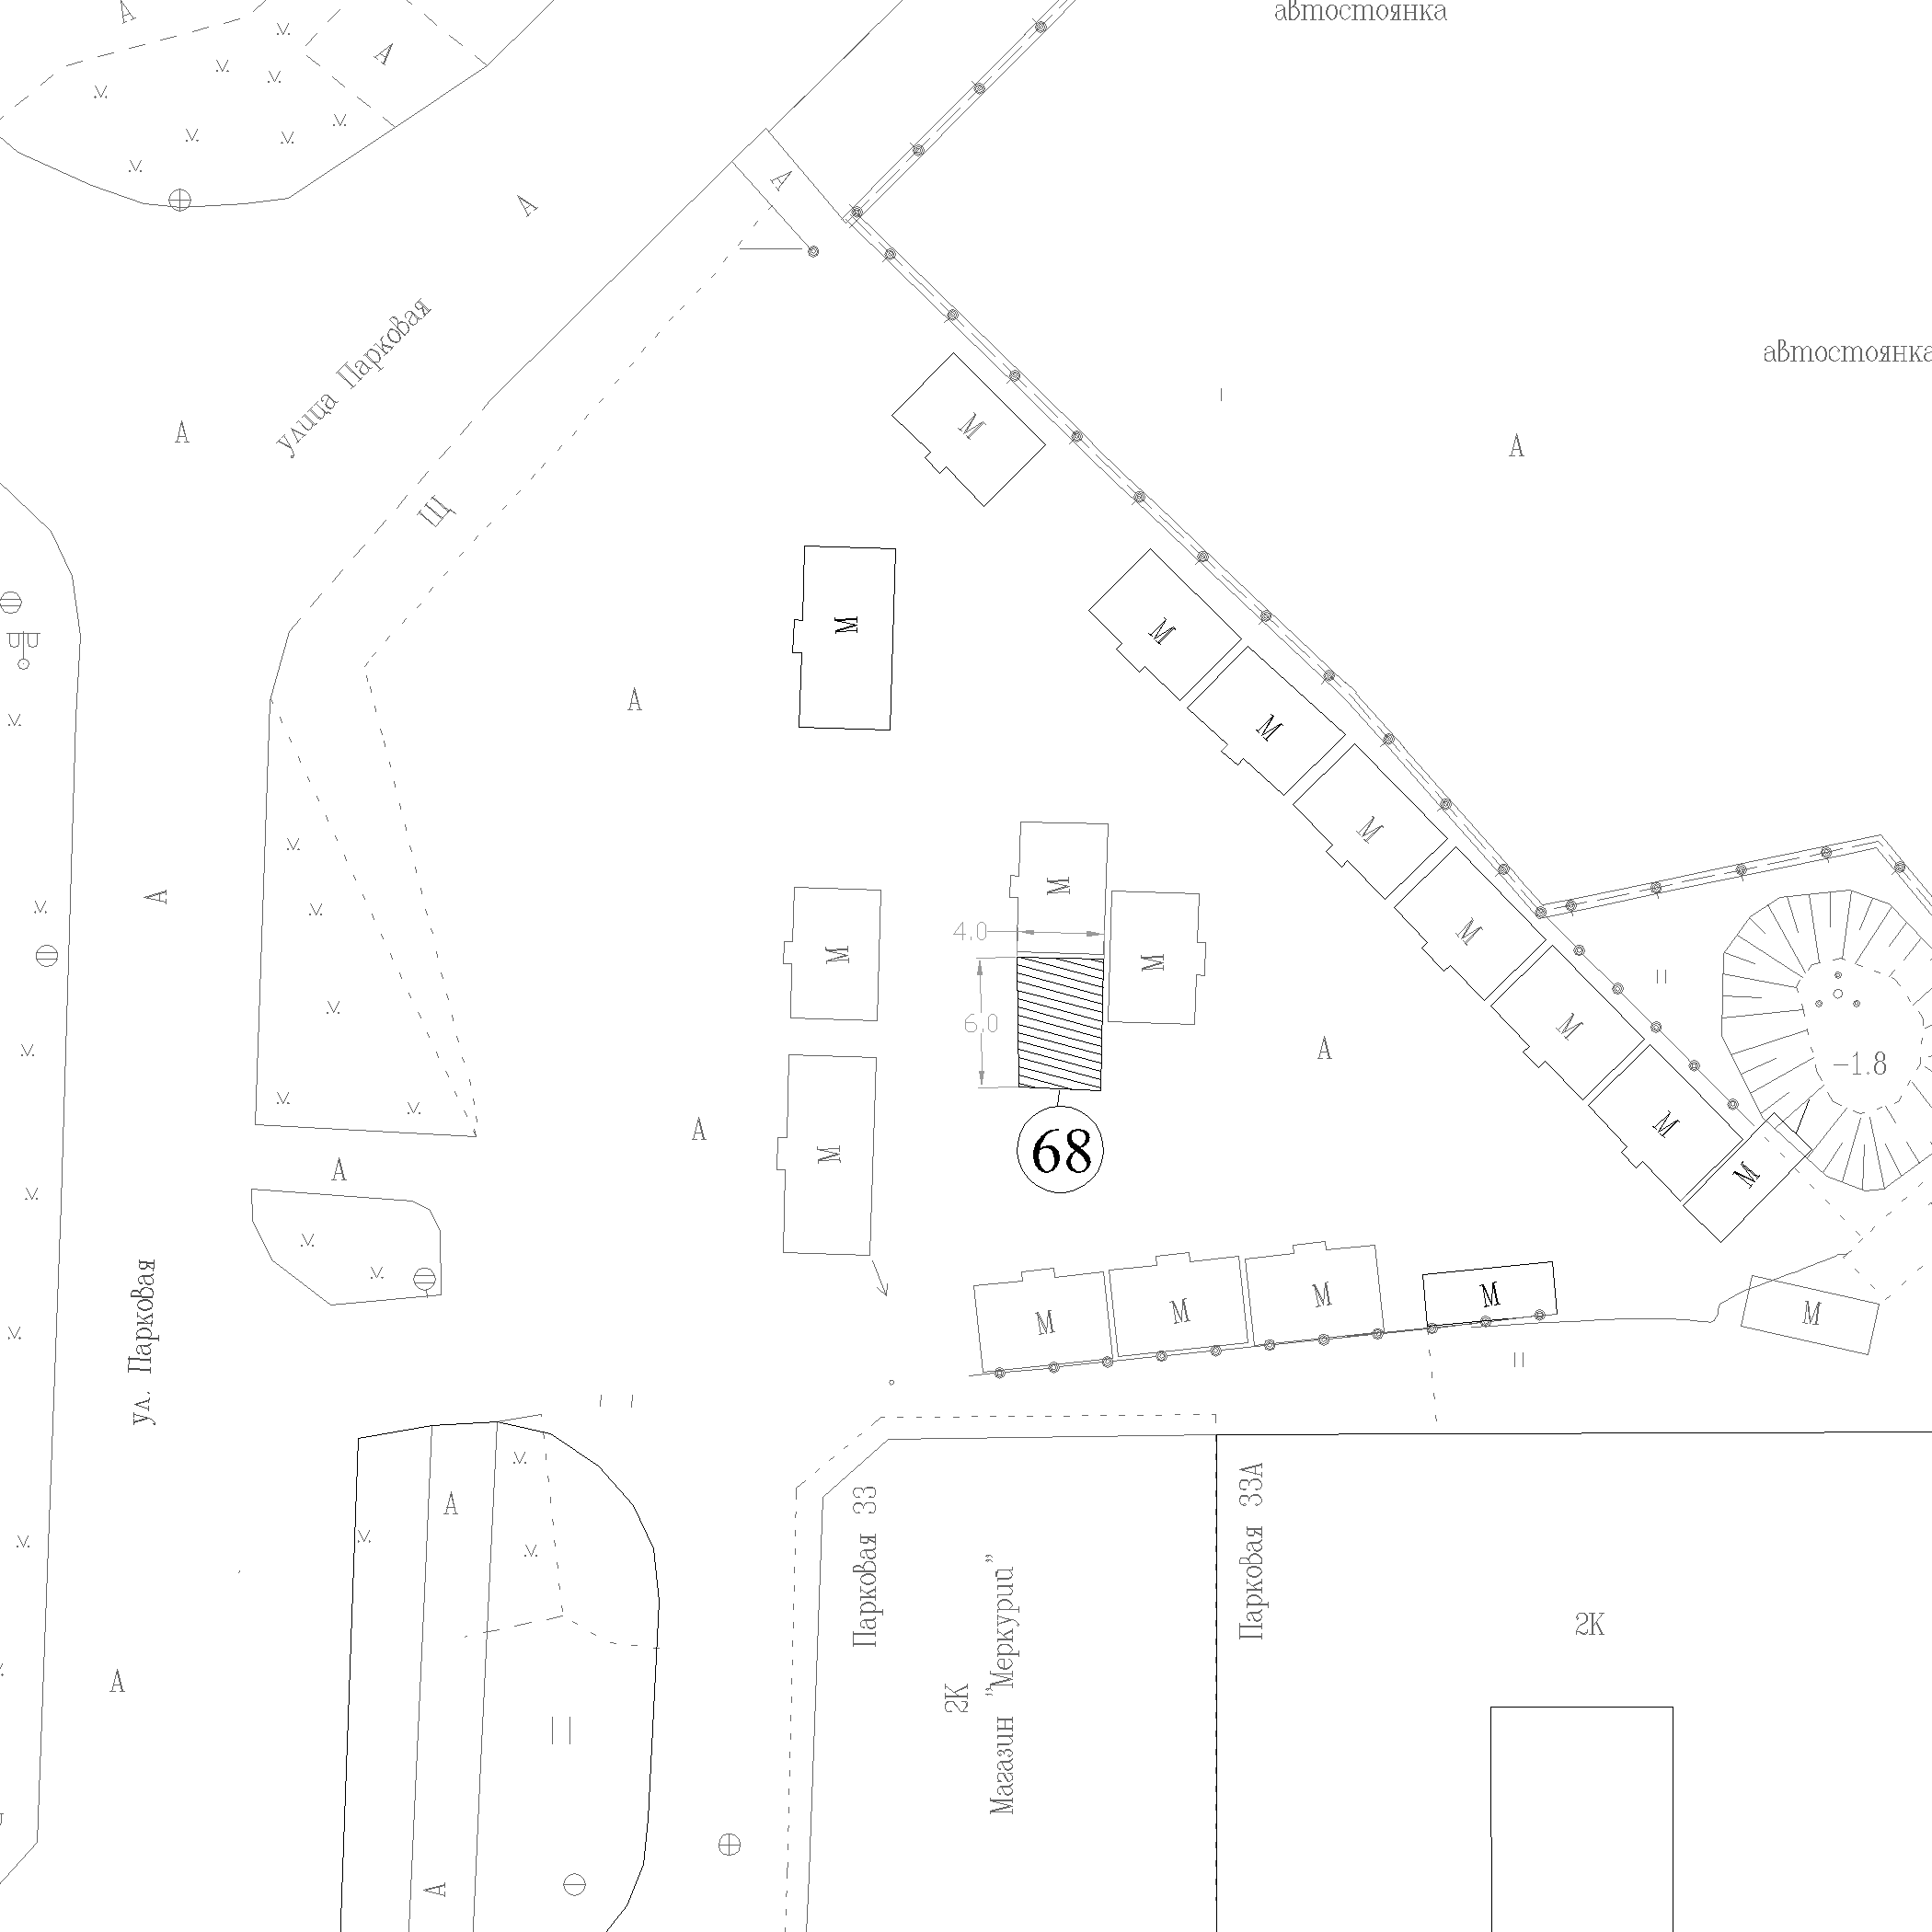 А
автостоянка
А
А
А
улица Парковая
автостоянка
А
А
М
Щ
М
М
А
М
М
М
А
М
4.0
М
М
М
6.0
М
А
-1.8
А
М
М
68
А
М
ул. Парковая
М
М
М
М
М
А
Парковая 33
Парковая 33А
Магазин "Меркурий"
2К
2К
А
А